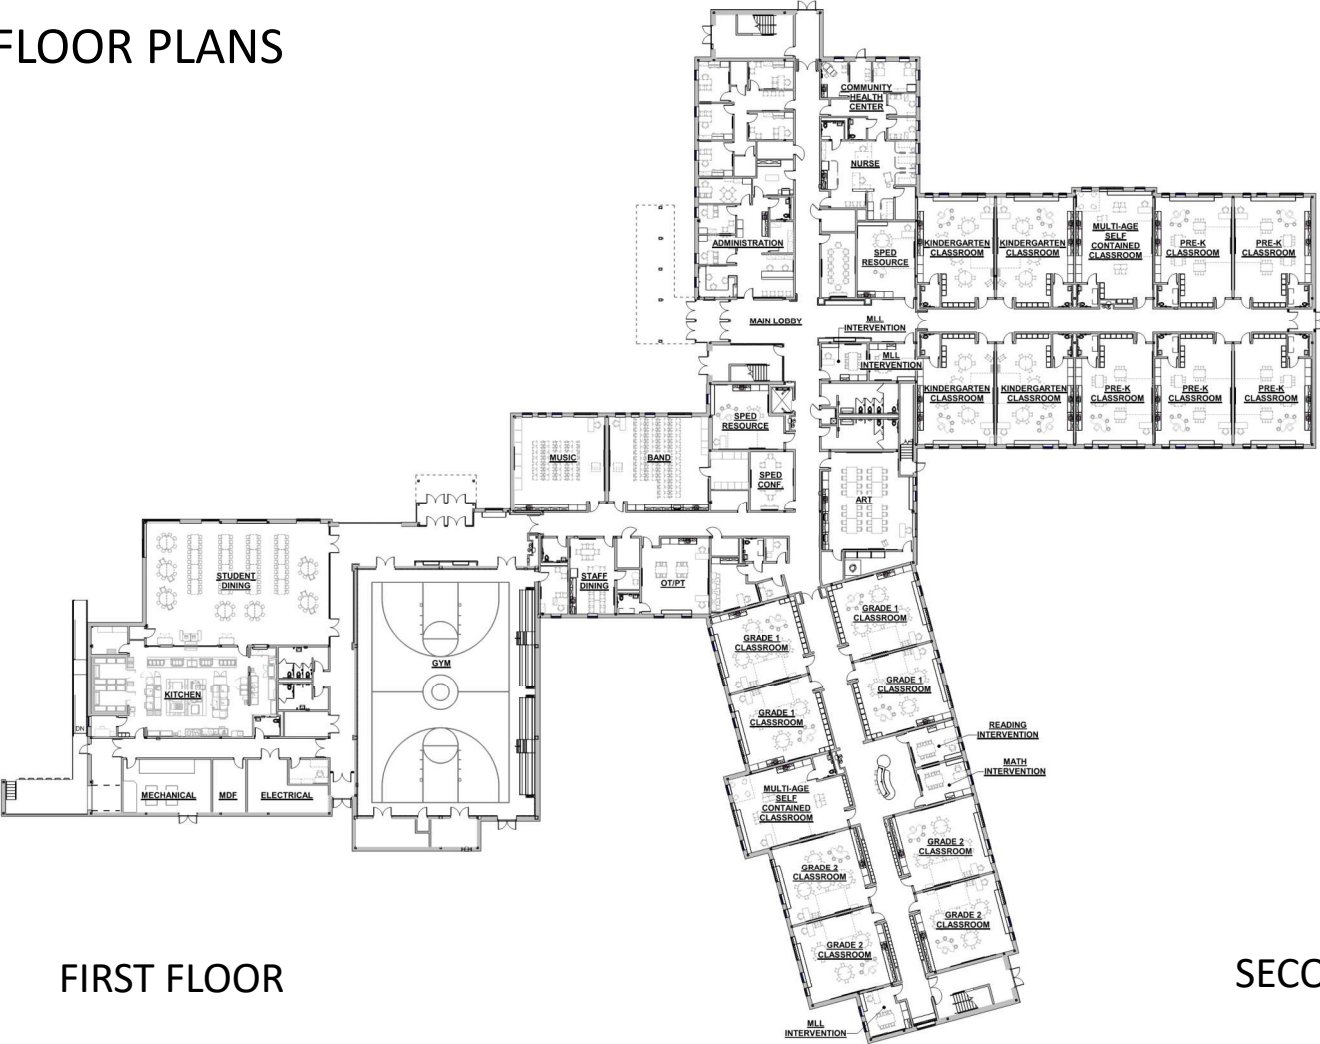 FLOOR PLANS
COMMUNITY
HEALTH
CENTER
NURSE
ADMINISTRATION
SPED
RESOURCE
KINDERGARTEN
CLASSROOM
KINDERGARTEN
CLASSROOM
MULTI-AGE
SELF
CONTAINED
CLASSROOM
PRE-K
CLASSROOM
PRE-K
CLASSROOM
MAIN LOBBY
MLL
INTERVENTION
MLL
INTERVENTION
KINDERGARTEN
CLASSROOM
KINDERGARTEN
CLASSROOM
PRE-K
CLASSROOM
PRE-K
CLASSROOM
PRE-K
CLASSROOM
SPED
RESOURCE
MUSIC
BAND
SPED
CONF.
ART
STUDENT
DINING
STAFF
DINING
OT/PT
GYM
KITCHEN
DN
MECHANICAL
MDF
ELECTRICAL
GRADE 1
CLASSROOM
GRADE 1
CLASSROOM
GRADE 1
CLASSROOM
GRADE 1
CLASSROOM
READING
INTERVENTION
MATH
INTERVENTION
MULTI-AGE
SELF
CONTAINED
CLASSROOM
GRADE 2
CLASSROOM
GRADE 2
CLASSROOM
GRADE 2
CLASSROOM
GRADE 2
CLASSROOM
MLL
INTERVENTION
FIRST FLOOR
SECO